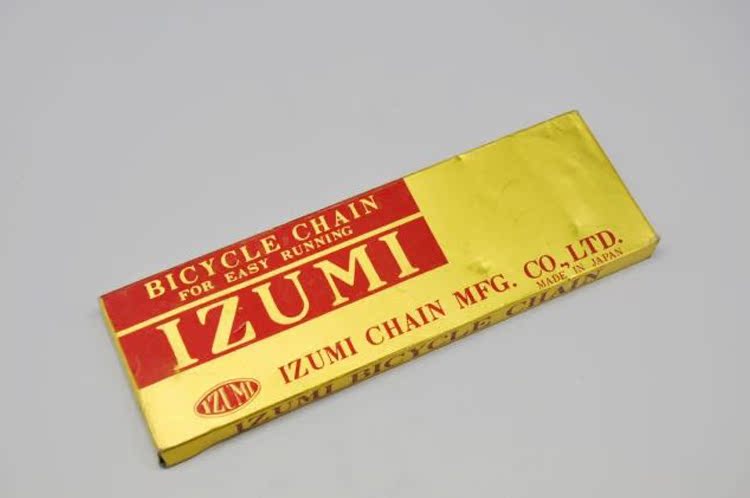 BICYCLE CHAIN
FOR EASY RUNNING
IZUMI
IZUMI
IZUMI CHAIN MFG. CO., LTD.
MADE IN JAPAN
IZUMI BICYCLE CHAIN